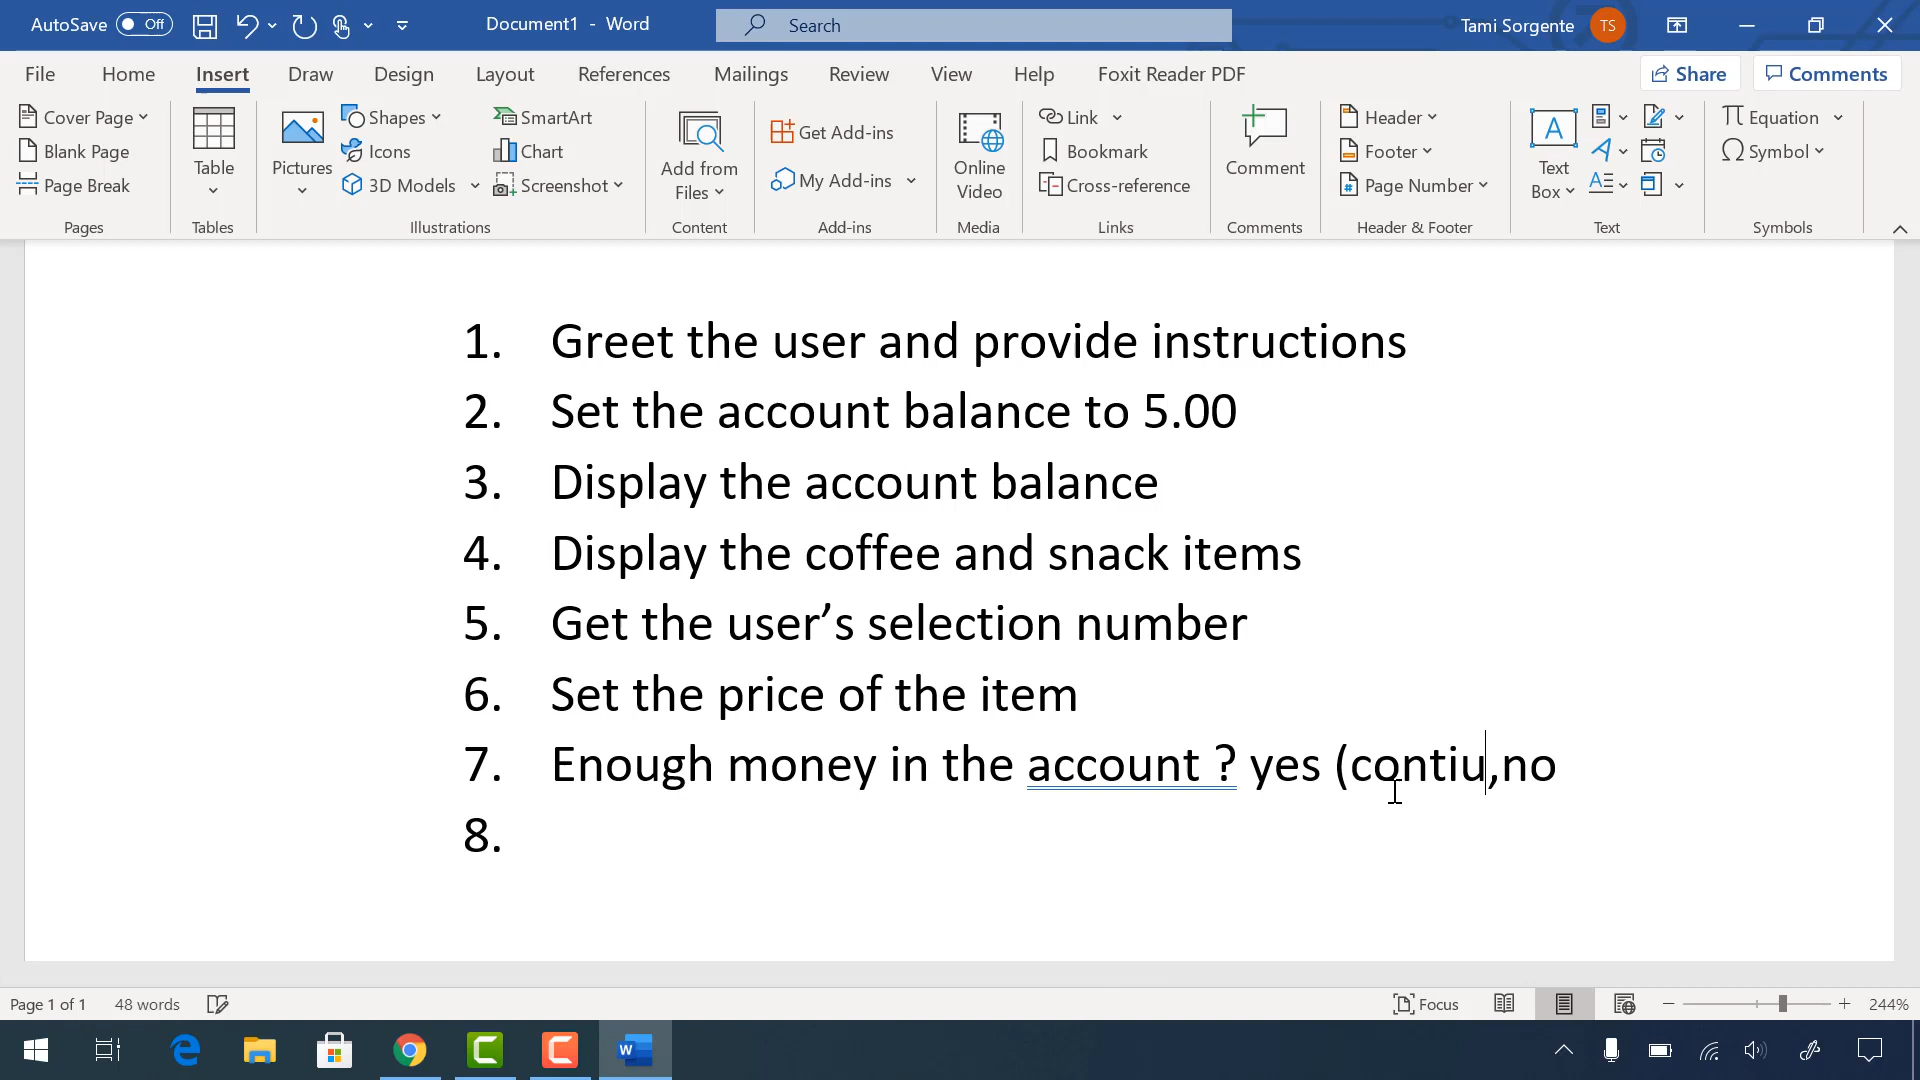 AutoSave Off Document1 - Word Search Tami Sorgente TS
File Home Insert Draw Design Layout References Mailings Review View Help Foxit Reader PDF Share Comments
Cover Page
Blank Page
Page Break
Pages
Table
Tables
Pictures
Shapes
Icons
3D Models
SmartArt
Chart
Screenshot
Illustrations
Add from
Files
Content
Get Add-ins
My Add-ins
Add-ins
Online
Video
Media
Link
Bookmark
Cross-reference
Links
Comment
Comments
Header
Footer
Page Number
Header & Footer
Text
Box
Text
Equation
Symbol
Symbols
1. Greet the user and provide instructions
2. Set the account balance to 5.00
3. Display the account balance
4. Display the coffee and snack items
5. Get the user’s selection number
6. Set the price of the item
7. Enough money in the account ? yes (contiu,no
8.
Page 1 of 1 48 words Focus 244%